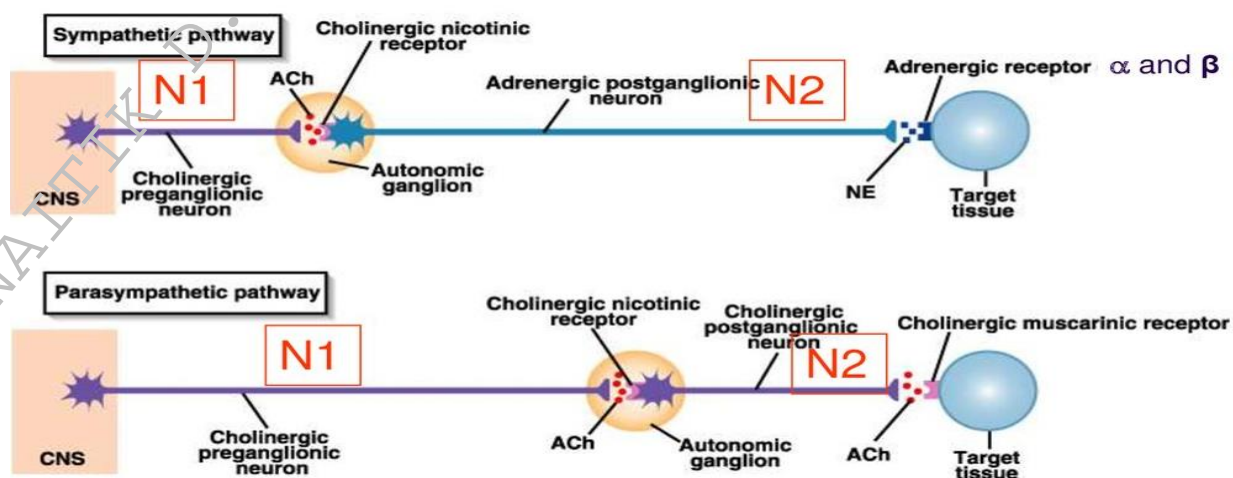 Sympathetic pathway
Cholinergic nicotinic
receptor
N1
ACh
Adrenergic postganglionic
neuron
N2
Adrenergic receptor α and β
CNS
Cholinergic
preganglionic
neuron
Autonomic
ganglion
NE
Target
tissue
Parasympathetic pathway
N1
Cholinergic nicotinic
receptor
Cholinergic
postganglionic
neuron
N2
Cholinergic muscarinic receptor
CNS
Cholinergic
preganglionic
neuron
ACh
Autonomic
ganglion
ACh
Target
tissue